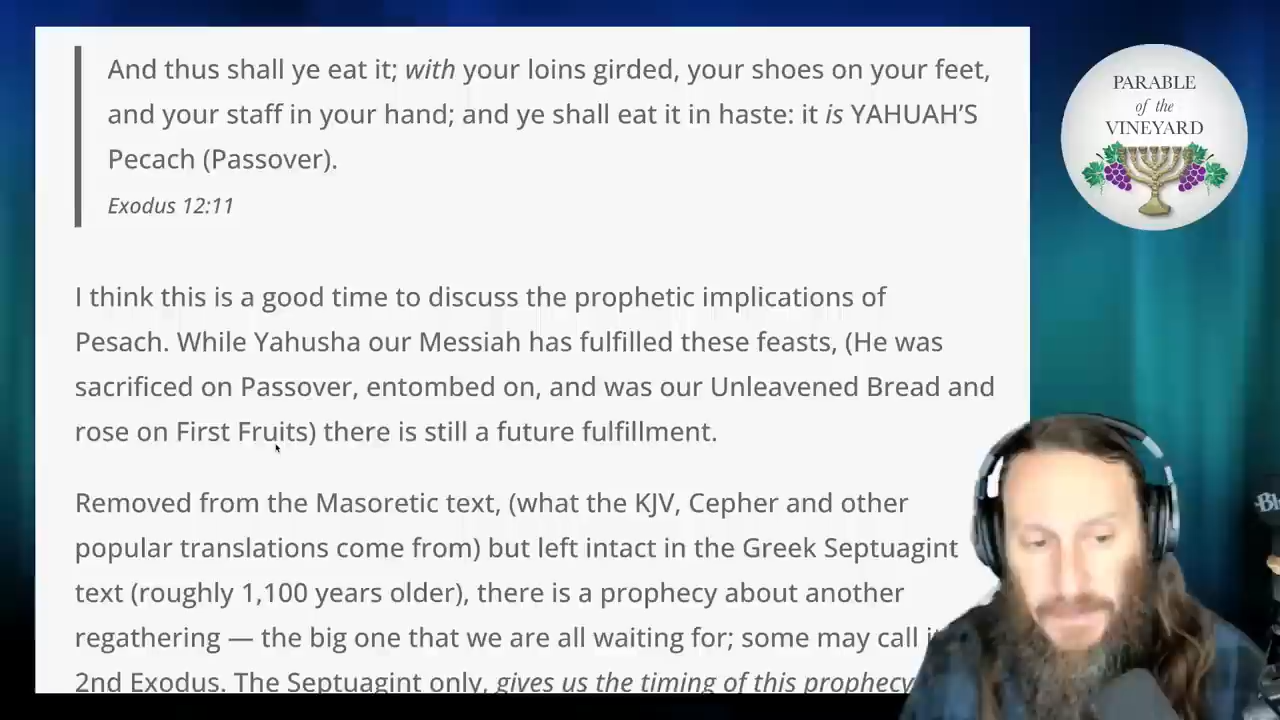 And thus shall ye eat it; with your loins girded, your shoes on your feet,
and your staff in your hand; and ye shall eat it in haste: it is YAHUAH’S
Pecach (Passover).
Exodus 12:11
I think this is a good time to discuss the prophetic implications of
Pesach. While Yahusha our Messiah has fulfilled these feasts, (He was
sacrificed on Passover, entombed on, and was our Unleavened Bread and
rose on First Fruits) there is still a future fulfillment.
Removed from the Masoretic text, (what the KJV, Cepher and other
popular translations come from) but left intact in the Greek Septuagint
text (roughly 1,100 years older), there is a prophecy about another
regathering — the big one that we are all waiting for; some may call
2nd Exodus. The Septuagint only, gives us the timing of this prophecy
PARABLE
of the
VINEYARD